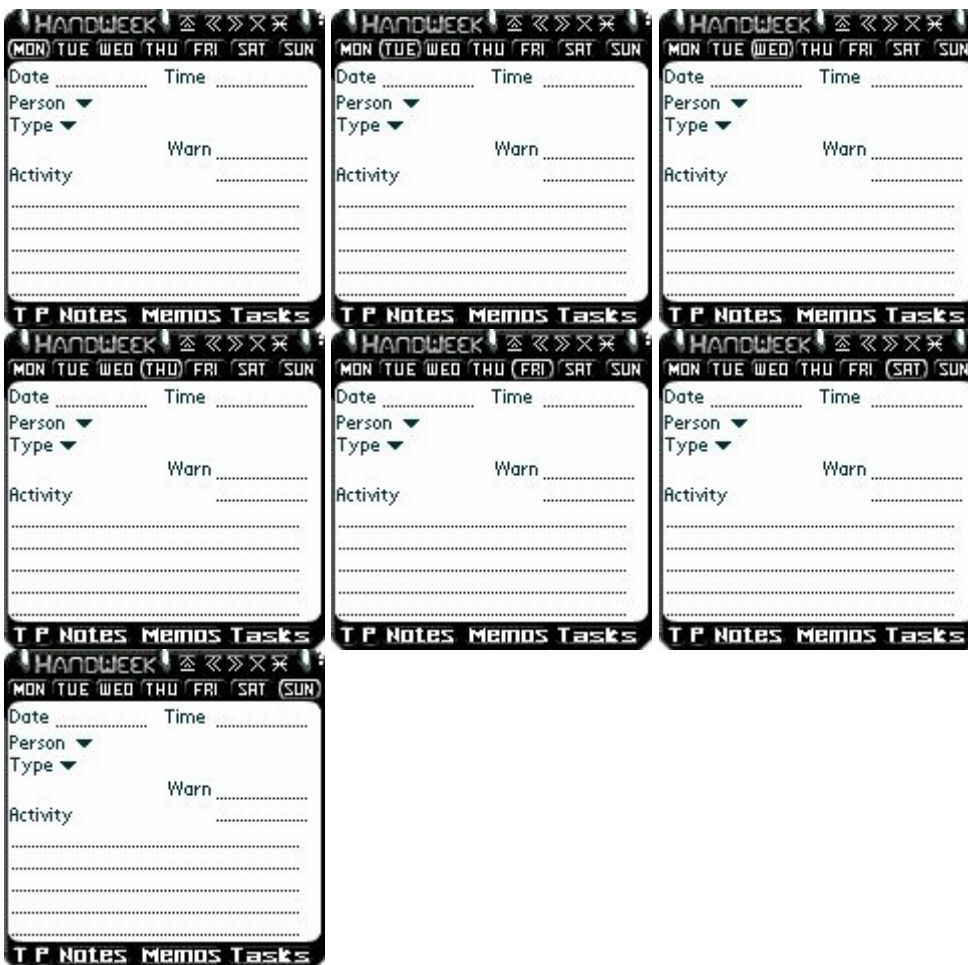 HANDWEEK
MON TUE WED THU FRI SAT SUN
Date Time
Person
Type
Warn
Activity
T P Notes Memos Tasks
HANDWEEK
MON TUE WED THU FRI SAT SUN
Date Time
Person
Type
Warn
Activity
T P Notes Memos Tasks
HANDWEEK
MON TUE WED THU FRI SAT SUN
Date Time
Person
Type
Warn
Activity
T P Notes Memos Tasks
HANDWEEK
MON TUE WED THU FRI SAT SUN
Date Time
Person
Type
Warn
Activity
T P Notes Memos Tasks
HANDWEEK
MON TUE WED THU FRI SAT SUN
Date Time
Person
Type
Warn
Activity
T P Notes Memos Tasks
HANDWEEK
MON TUE WED THU FRI SAT SUN
Date Time
Person
Type
Warn
Activity
T P Notes Memos Tasks
HANDWEEK
MON TUE WED THU FRI SAT SUN
Date Time
Person
Type
Warn
Activity
T P Notes Memos Tasks